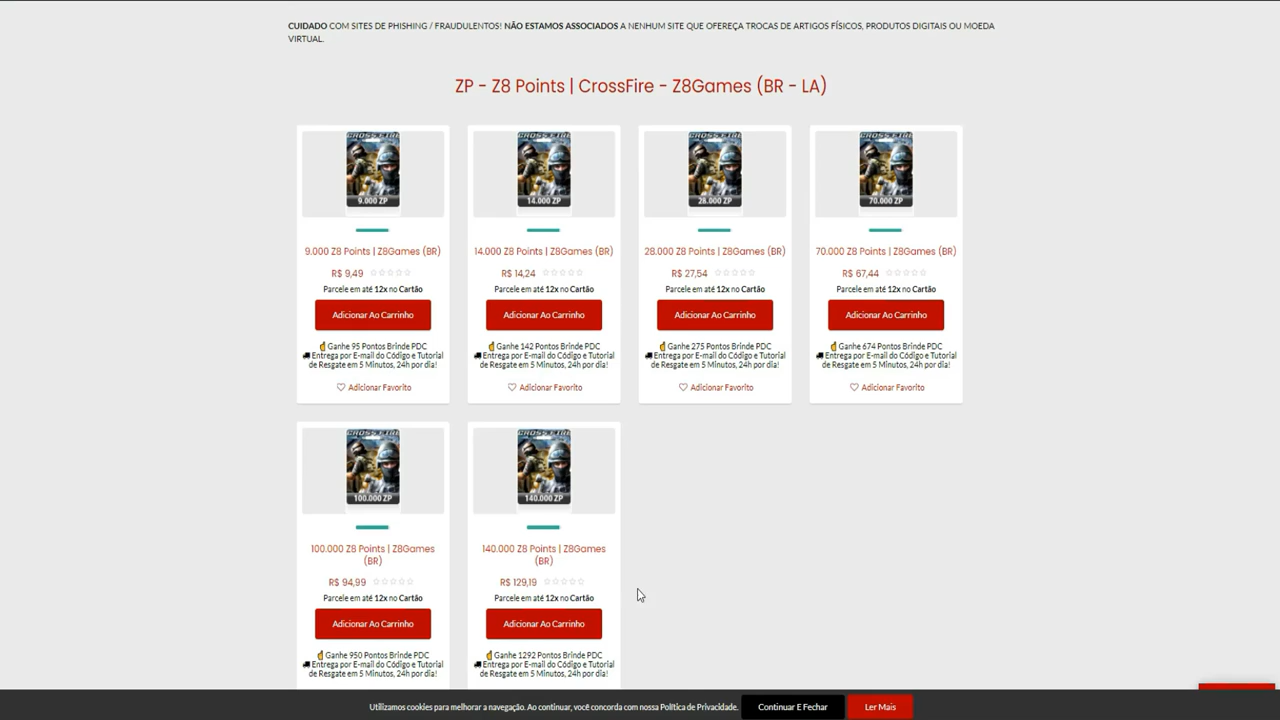 CUIDADO COM SITES DE PHISHING / FRAUDULENTOS! NÃO ESTAMOS ASSOCIADOS A NENHUM SITE QUE OFEREÇA TROCAS DE ARTIGOS FÍSICOS, PRODUTOS DIGITAIS OU MOEDA
VIRTUAL.
ZP - Z8 Points | CrossFire - Z8Games (BR - LA)
CROSS FIRE
9.000 ZP
9.000 Z8 Points | Z8Games (BR)
R$ 9,49
Parcele em até 12x no Cartão
Adicionar Ao Carrinho
Ganhe 95 Pontos Brinde PDC
Entrega por E-mail do Código e Tutorial
de Resgate em 5 Minutos, 24h por dia!
Adicionar Favorito
CROSS FIRE
14.000 ZP
14.000 Z8 Points | Z8Games (BR)
R$ 14,24
Parcele em até 12x no Cartão
Adicionar Ao Carrinho
Ganhe 142 Pontos Brinde PDC
Entrega por E-mail do Código e Tutorial
de Resgate em 5 Minutos, 24h por dia!
Adicionar Favorito
CROSS FIRE
28.000 ZP
28.000 Z8 Points | Z8Games (BR)
R$ 27,54
Parcele em até 12x no Cartão
Adicionar Ao Carrinho
Ganhe 275 Pontos Brinde PDC
Entrega por E-mail do Código e Tutorial
de Resgate em 5 Minutos, 24h por dia!
Adicionar Favorito
CROSS FIRE
70.000 ZP
70.000 Z8 Points | Z8Games (BR)
R$ 67,44
Parcele em até 12x no Cartão
Adicionar Ao Carrinho
Ganhe 674 Pontos Brinde PDC
Entrega por E-mail do Código e Tutorial
de Resgate em 5 Minutos, 24h por dia!
Adicionar Favorito
CROSS FIRE
100.000 ZP
100.000 Z8 Points | Z8Games
(BR)
R$ 94,99
Parcele em até 12x no Cartão
Adicionar Ao Carrinho
Ganhe 950 Pontos Brinde PDC
Entrega por E-mail do Código e Tutorial
de Resgate em 5 Minutos, 24h por dia!
CROSS FIRE
140.000 ZP
140.000 Z8 Points | Z8Games
(BR)
R$ 129,19
Parcele em até 12x no Cartão
Adicionar Ao Carrinho
Ganhe 1292 Pontos Brinde PDC
Entrega por E-mail do Código e Tutorial
de Resgate em 5 Minutos, 24h por dia!
Utilizamos cookies para melhorar a navegação. Ao continuar, você concorda com nossa Política de Privacidade.
Continuar E Fechar
Ler Mais